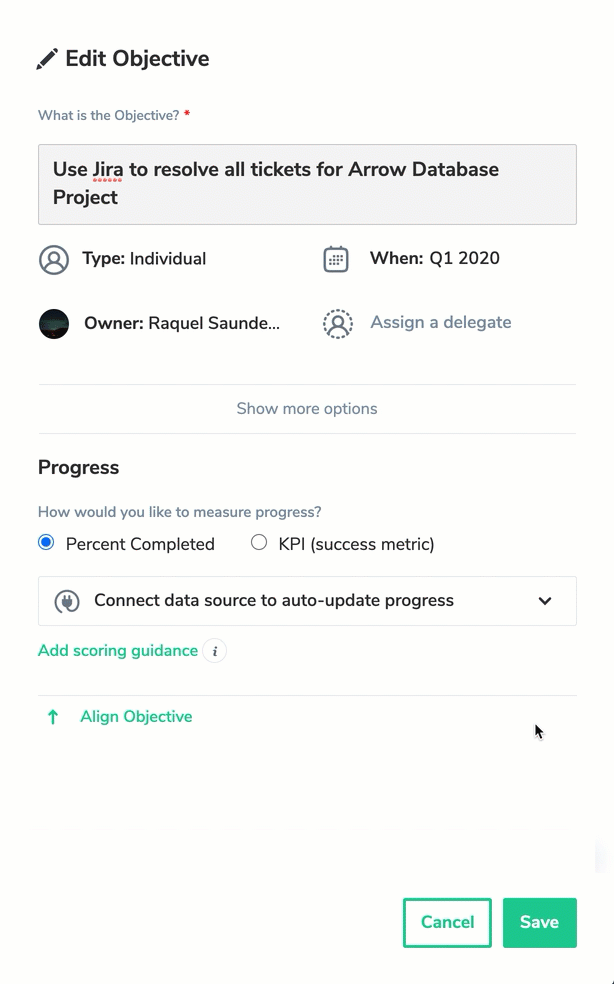 Edit Objective
What is the Objective? *
Use Jira to resolve all tickets for Arrow Database
Project
Type: Individual
When: Q1 2020
Owner: Raquel Saunde...
Assign a delegate
Show more options
Progress
How would you like to measure progress?
Percent Completed
KPI (success metric)
Connect data source to auto-update progress
Add scoring guidance i
Align Objective
Cancel
Save